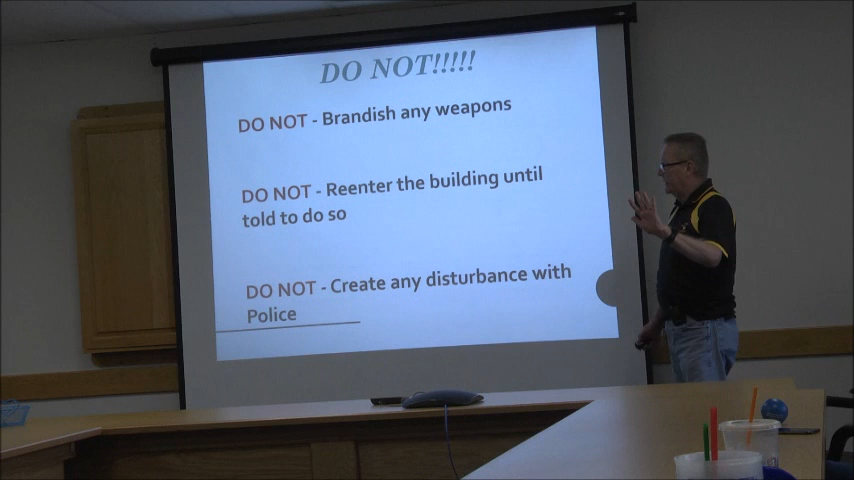 DO NOT!!!!!
DO NOT - Brandish any weapons
DO NOT - Reenter the building until
told to do so
DO NOT - Create any disturbance with
Police